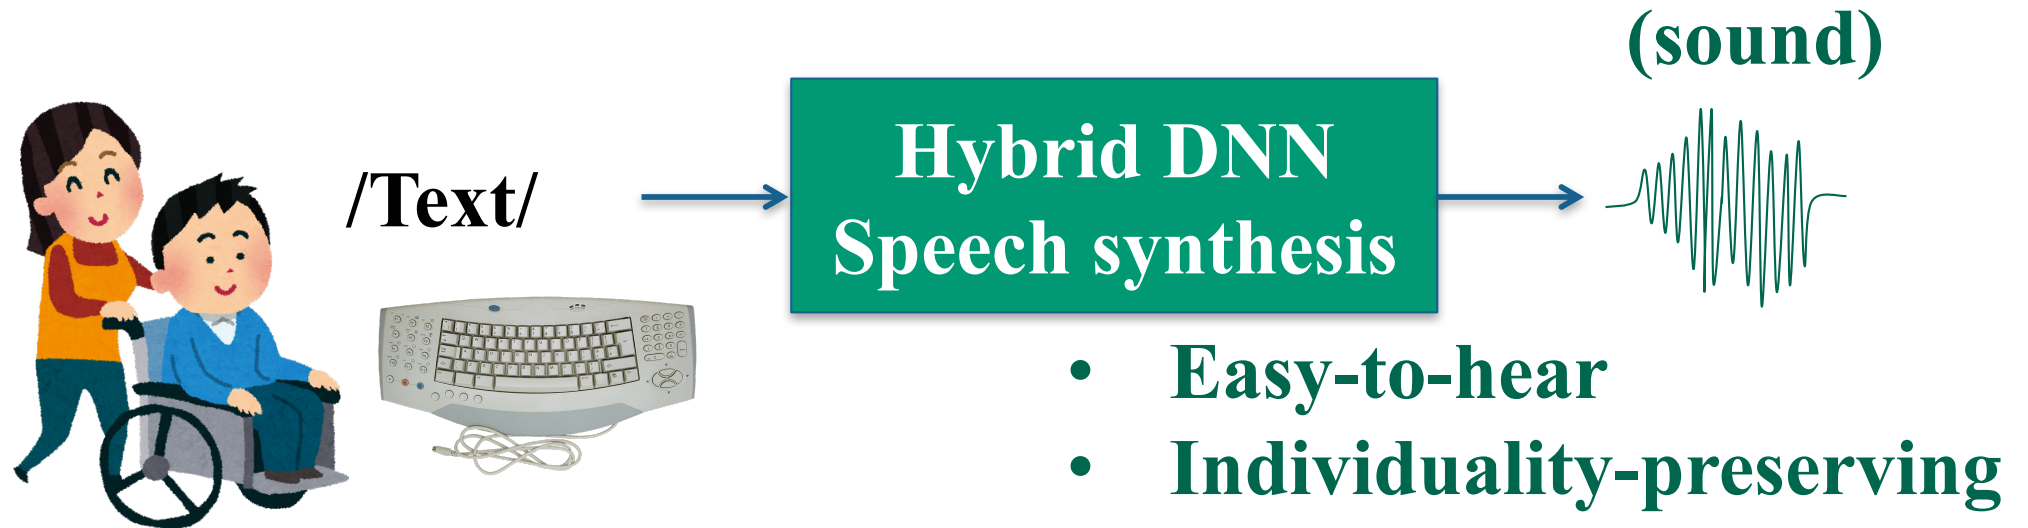 (sound)
/Text/
Hybrid DNN
Speech synthesis
• Easy-to-hear
• Individuality-preserving